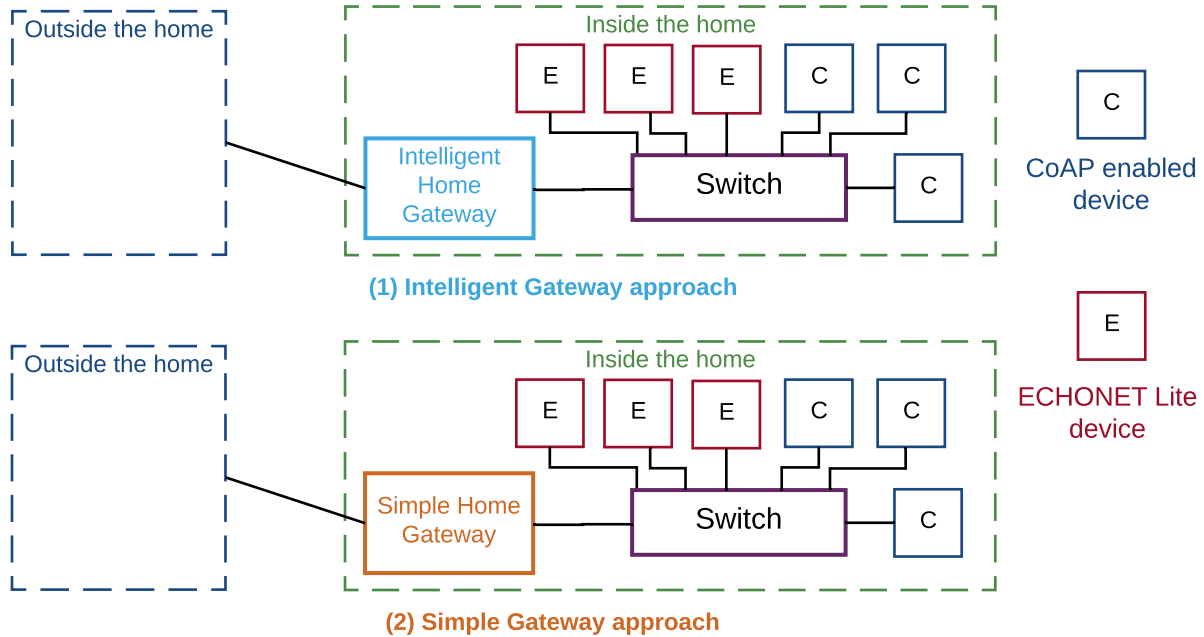 Outside the home
Inside the home
E
E
E
C
C
Intelligent
Home
Gateway
Switch
C
(1) Intelligent Gateway approach
C
CoAP enabled
device
E
ECHONET Lite
device
Outside the home
Inside the home
E
E
E
C
C
Simple Home
Gateway
Switch
C
(2) Simple Gateway approach